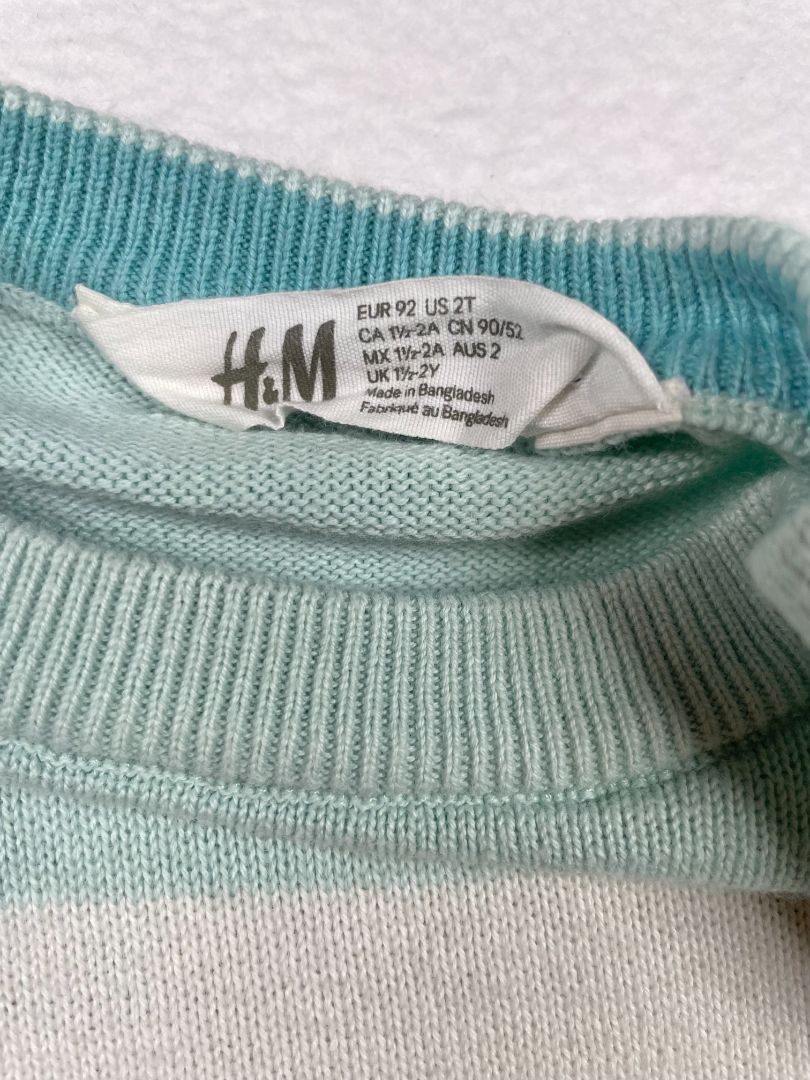 H&M
EUR 92 US 2T
CA 1½-2A CN 90/52
MX 1½-2A AUS 2
UK 1½-2Y
Made in Bangladesh
Fabriqué au Bangladesh